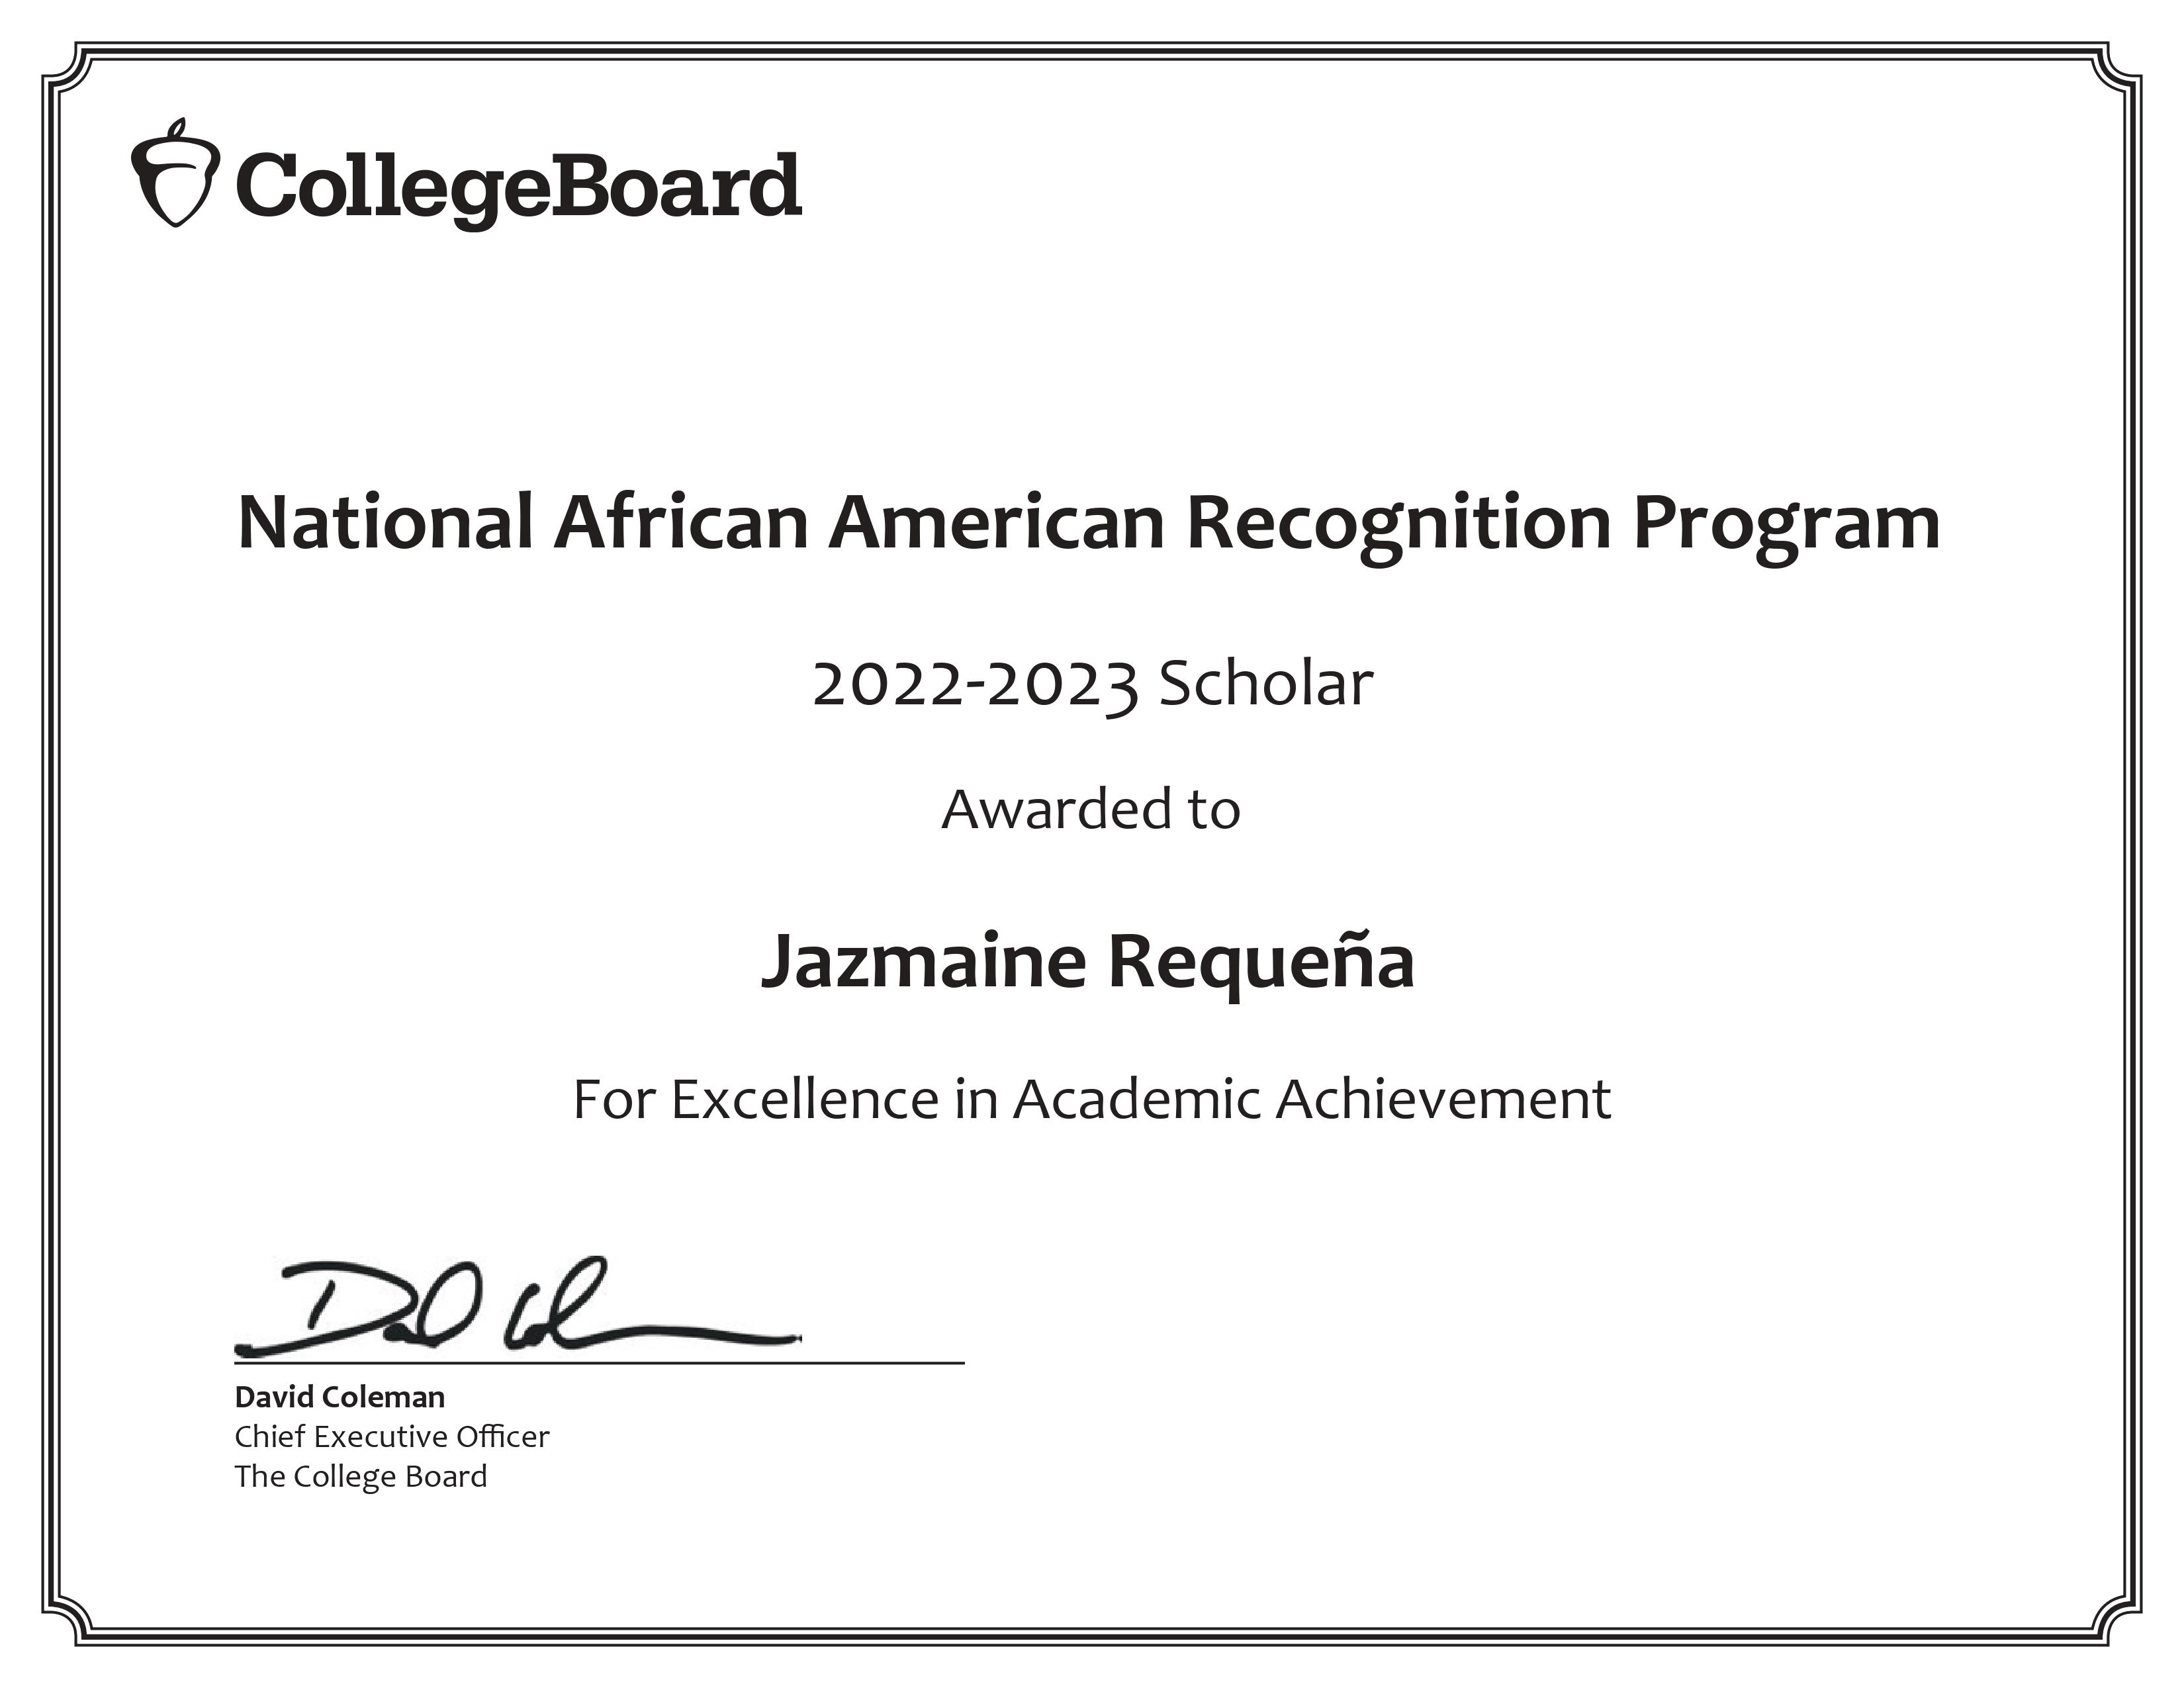 CollegeBoard
National African American Recognition Program
2022-2023 Scholar
Awarded to
Jazmaine Requeña
For Excellence in Academic Achievement
David Coleman
Chief Executive Officer
The College Board